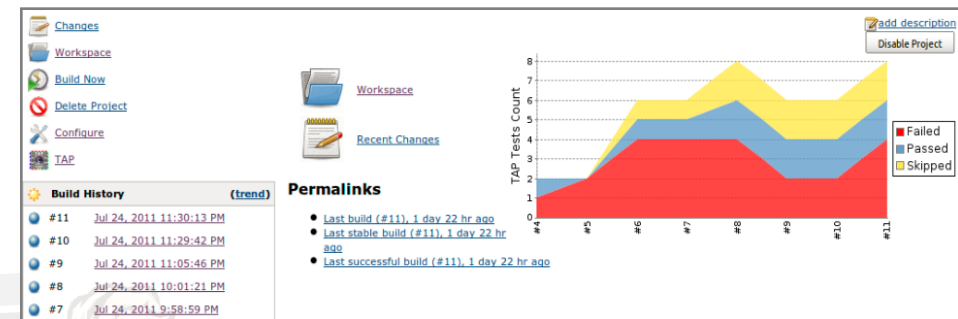 Changes
Workspace
Build Now
Delete Project
Configure
TAP
Build History (trend)
#11 Jul 24, 2011 11:30:13 PM
#10 Jul 24, 2011 11:29:42 PM
#9 Jul 24, 2011 11:05:46 PM
#8 Jul 24, 2011 10:01:21 PM
#7 Jul 24, 2011 9:58:59 PM
Workspace
Recent Changes
Permalinks
Last build (#11), 1 day 22 hr ago
Last stable build (#11), 1 day 22 hr
ago
Last successful build (#11), 1 day 22 hr ago
add description
Disable Project
TAP Tests Count
8
7
6
5
4
3
2
1
0
#4 #5 #6 #7 #8 #9 #10 #11
Failed
Passed
Skipped